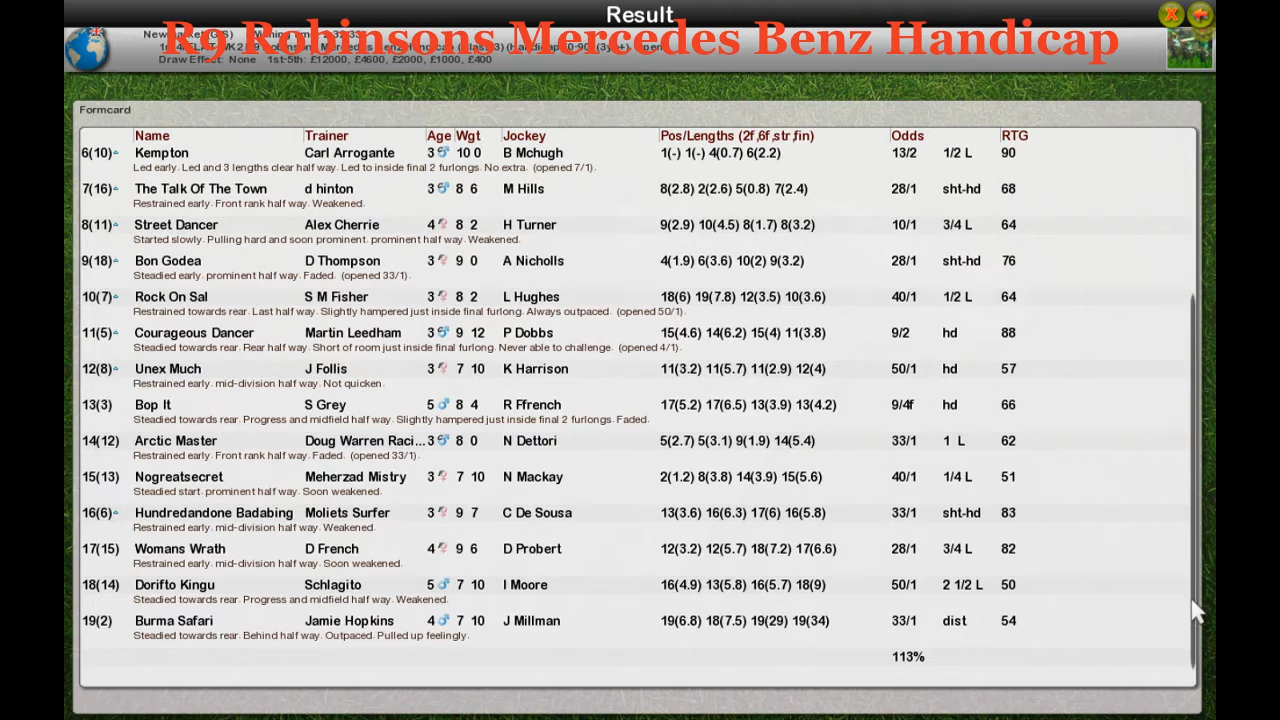 Result
Rg Robinsons Mercedes Benz Handicap
Draw Effect: None 1st-5th: £12000, £4600, £2000, £1000, £400
Formcard
Name Trainer Age Wgt Jockey Pos/Lengths (2f,6f,str,fin) Odds RTG
6(10) Kempton Carl Arrogante 3 10 0 B Mchugh 1(-) 1(-) 4(0.7) 6(2.2) 13/2 1/2 L 90
Led early. Led and 3 lengths clear half way. Led to inside final 2 furlongs. No extra. (opened 7/1).
7(16) The Talk Of The Town d hinton 3 8 6 M Hills 8(2.8) 2(2.6) 5(0.8) 7(2.4) 28/1 sht-hd 68
Restrained early. Front rank half way. Weakened.
8(11) Street Dancer Alex Cherrie 4 8 2 H Turner 9(2.9) 10(4.5) 8(1.7) 8(3.2) 10/1 3/4 L 64
Started slowly. Pulling hard and soon prominent. prominent half way. Weakened.
9(18) Bon Godea D Thompson 3 9 0 A Nicholls 4(1.9) 6(3.6) 10(2) 9(3.2) 28/1 sht-hd 76
Steadied early. prominent half way. Faded. (opened 33/1).
10(7) Rock On Sal S M Fisher 3 8 2 L Hughes 18(6) 19(7.8) 12(3.5) 10(3.6) 40/1 1/2 L 64
Restrained towards rear. Last half way. Slightly hampered just inside final furlong. Always outpaced. (opened 50/1).
11(5) Courageous Dancer Martin Leedham 3 9 12 P Dobbs 15(4.6) 14(6.2) 15(4) 11(3.8) 9/2 hd 88
Steadied towards rear. Rear half way. Short of room just inside final furlong. Never able to challenge. (opened 4/1).
12(8) Unex Much J Follis 3 7 10 K Harrison 11(3.2) 11(5.7) 11(2.9) 12(4) 50/1 hd 57
Restrained early. mid-division half way. Not quicken.
13(3) Bop It S Grey 5 8 4 R Ffrench 17(5.2) 17(6.5) 13(3.9) 13(4.2) 9/4f hd 66
Steadied towards rear. Progress and midfield half way. Slightly hampered just inside final 2 furlongs. Faded.
14(12) Arctic Master Doug Warren Raci... 3 8 0 N Dettori 5(2.7) 5(3.1) 9(1.9) 14(5.4) 33/1 1 L 62
Restrained early. Front rank half way. Faded. (opened 33/1).
15(13) Nogreatsecret Meherzad Mistry 3 7 10 N Mackay 2(1.2) 8(3.8) 14(3.9) 15(5.6) 40/1 1/4 L 51
Steadied start. prominent half way. Soon weakened.
16(6) Hundredandone Badabing Moliets Surfer 3 9 7 C De Sousa 13(3.6) 16(6.3) 17(6) 16(5.8) 33/1 sht-hd 83
Restrained early. mid-division half way. Weakened.
17(15) Womans Wrath D French 4 9 6 D Probert 12(3.2) 12(5.7) 18(7.2) 17(6.6) 28/1 3/4 L 82
Restrained early. mid-division half way. Soon weakened.
18(14) Dorifto Kingu Schlagito 5 7 10 I Moore 16(4.9) 13(5.8) 16(5.7) 18(9) 50/1 2 1/2 L 50
Steadied towards rear. Progress and midfield half way. Weakened.
19(2) Burma Safari Jamie Hopkins 4 7 10 J Millman 19(6.8) 18(7.5) 19(29) 19(34) 33/1 dist 54
Steadied towards rear. Behind half way. Outpaced. Pulled up feelingly.
113%